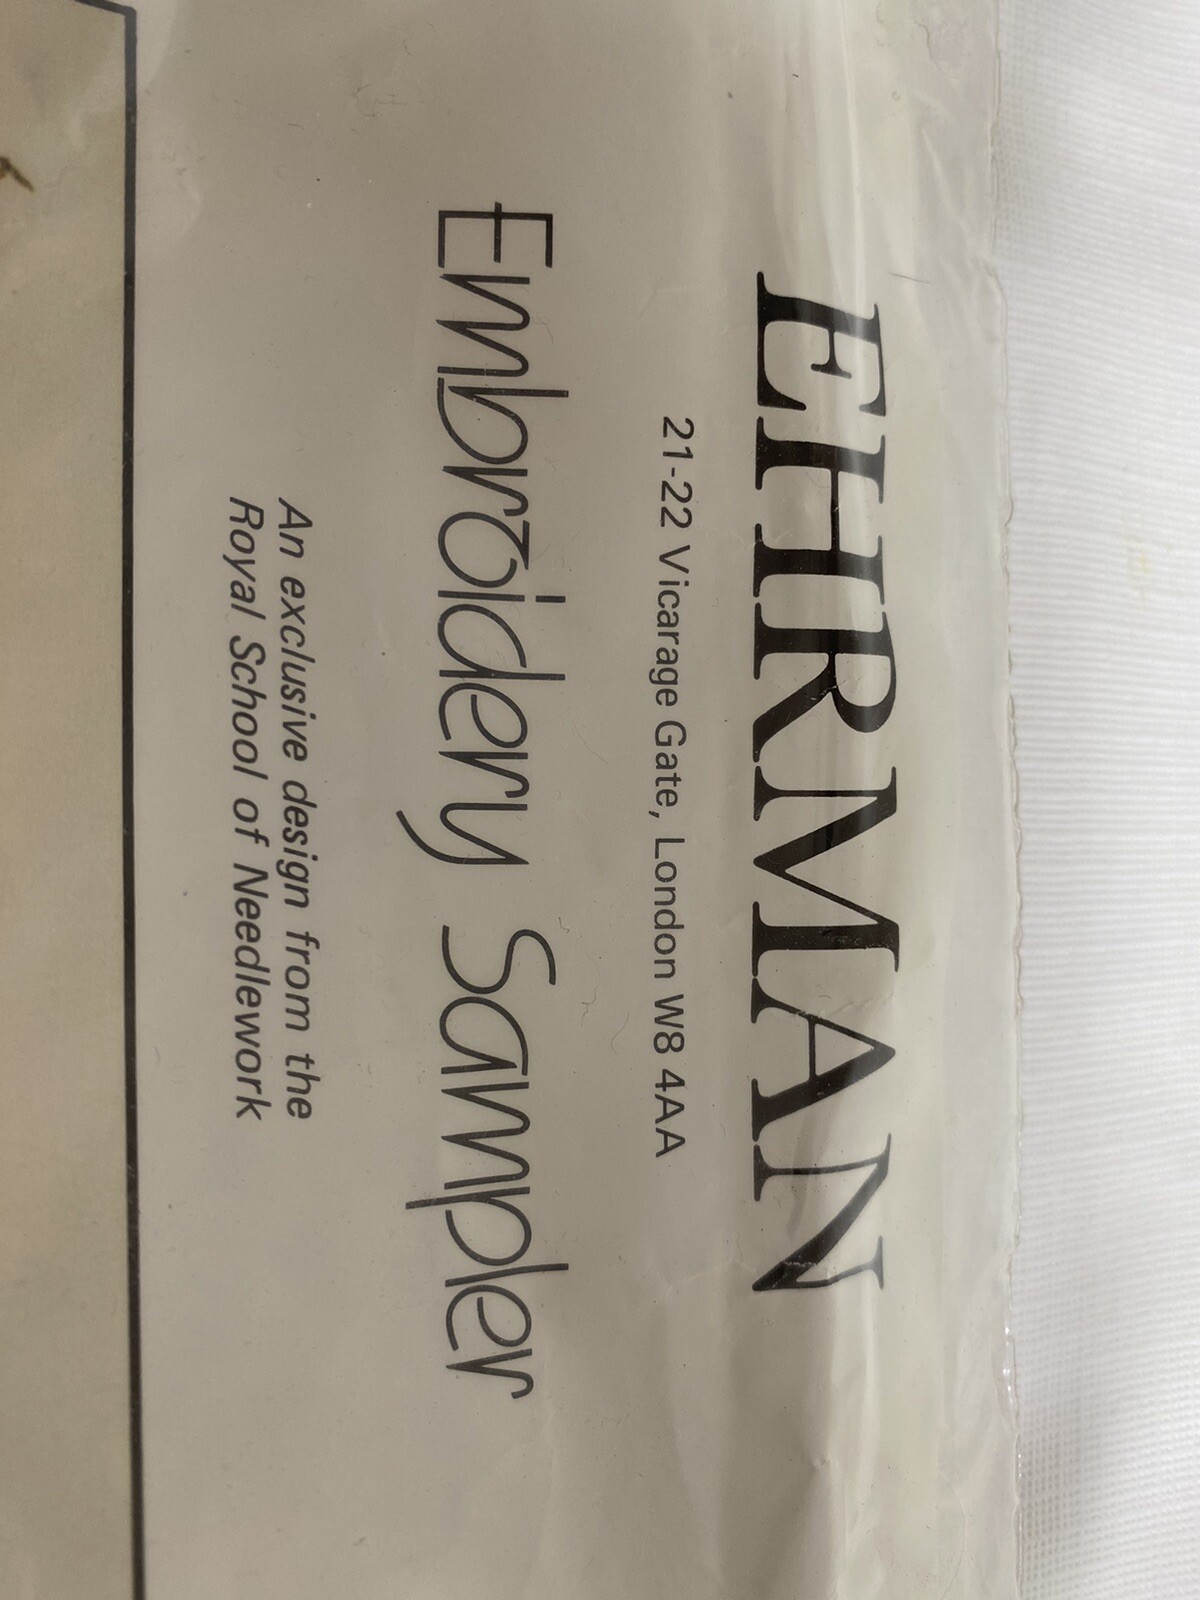 EHRMAN
21-22 Vicarage Gate, London W8 4AA
Embroidery Sampler
An exclusive design from the
Royal School of Needlework